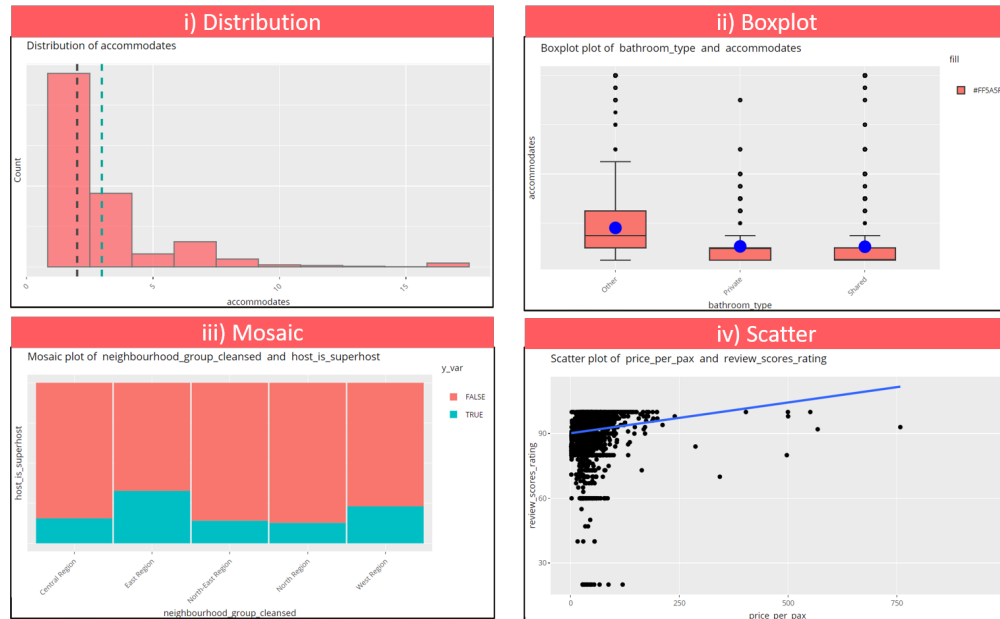 i) Distribution
Distribution of accommodates
Count
0
5
10
15
accommodates
ii) Boxplot
Boxplot plot of bathroom_type and accommodates
fill
#FF5A5F
accommodates
Other
Private
Shared
bathroom_type
iii) Mosaic
Mosaic plot of neighbourhood_group_cleansed and host_is_superhost
y_var
FALSE
TRUE
host_is_superhost
Central Region
East Region
North-East Region
North Region
West Region
neighbourhood_group_cleansed
iv) Scatter
Scatter plot of price_per_pax and review_scores_rating
review_scores_rating
90
60
30
0
250
500
750
price_per_pax